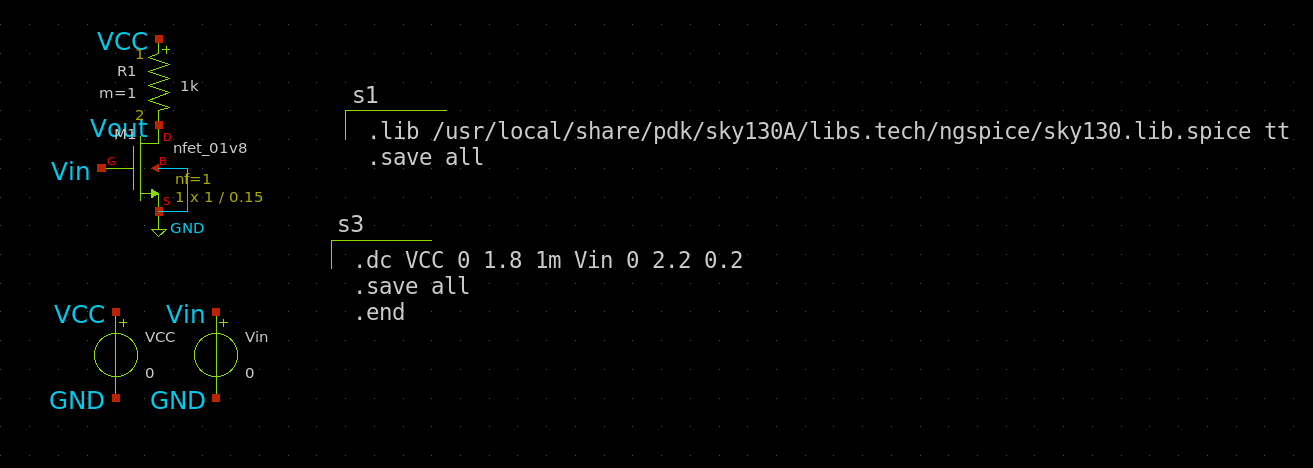 VCC
1
+
R1
1k
m=1
2
Vout
M1
D
nfet_01v8
Vin
G
B
nf=1
1 x 1 / 0.15
S
GND
s1
.lib /usr/local/share/pdk/sky130A/libs.tech/ngspice/sky130.lib.spice tt
.save all
s3
.dc VCC 0 1.8 1m Vin 0 2.2 0.2
.save all
.end
VCC
+
VCC
0
GND
Vin
+
Vin
0
GND